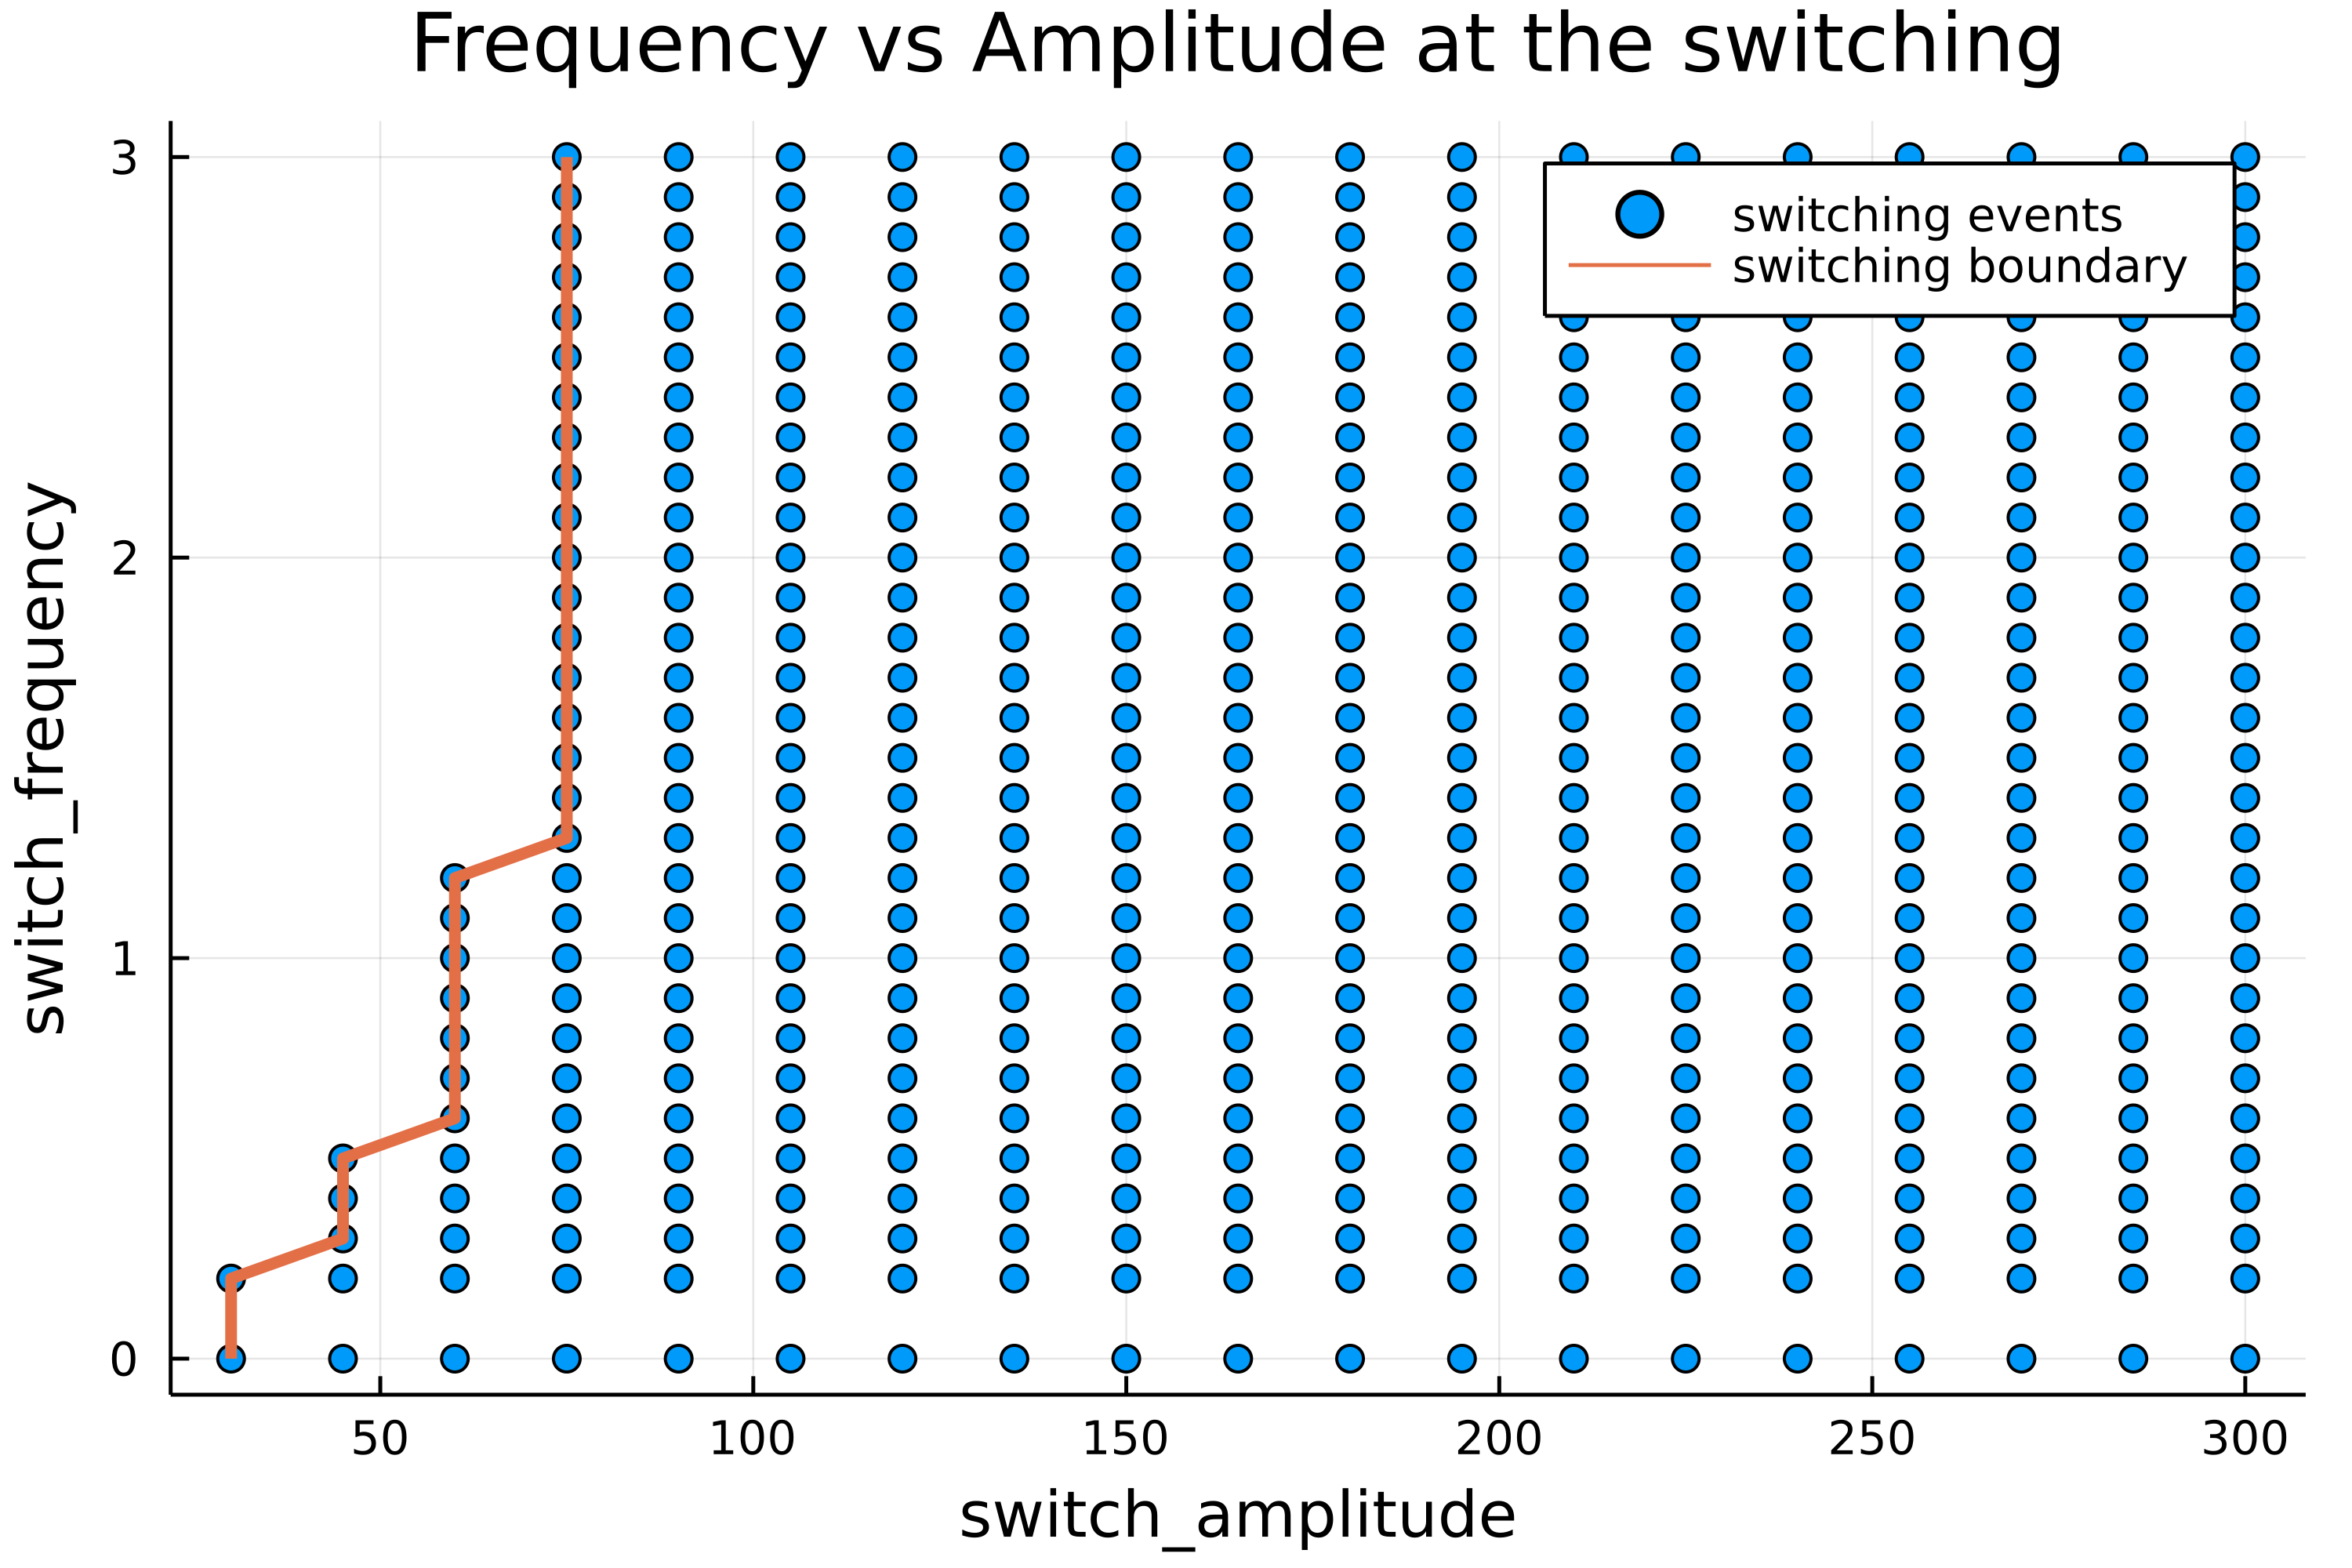 Frequency vs Amplitude at the switching
switch_frequency
3
2
1
0
switching events
switching boundary
50 100 150 200 250 300
switch_amplitude